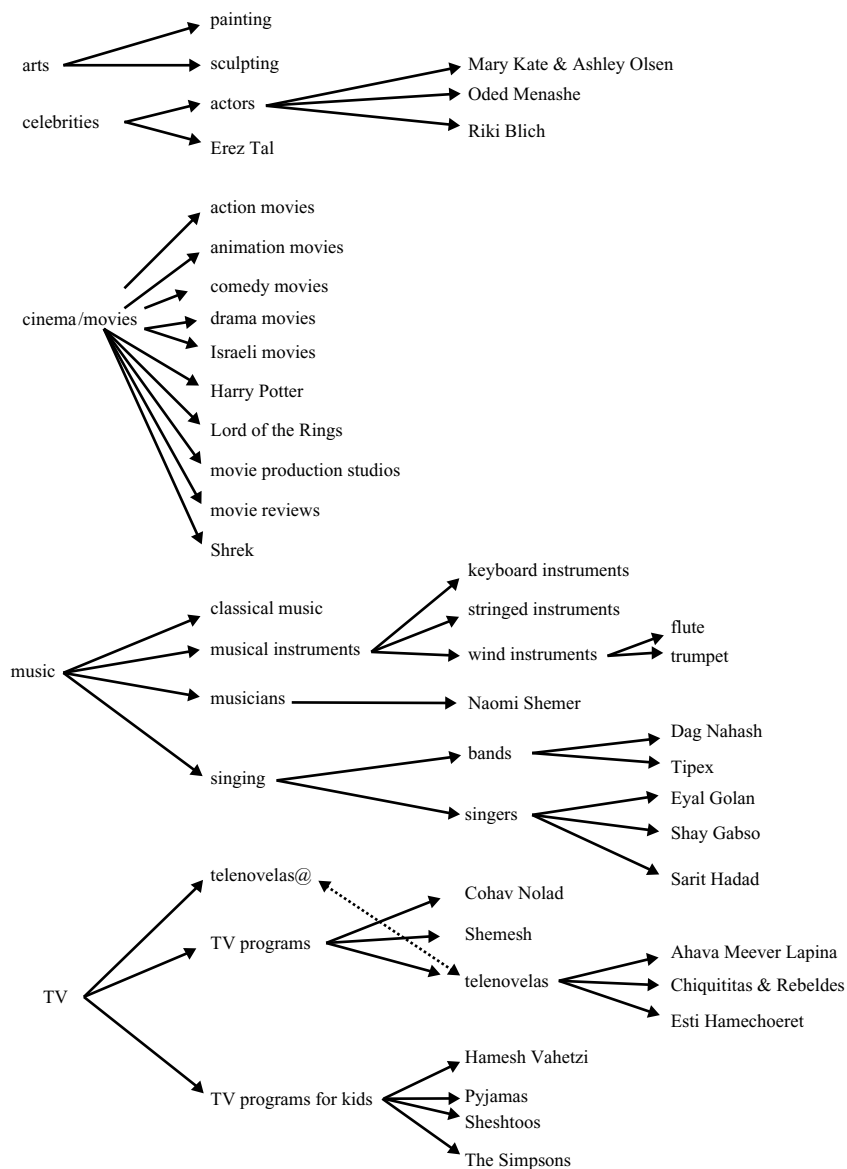 arts
painting
sculpting
celebrities
actors
Mary Kate & Ashley Olsen
Oded Menashe
Riki Blich
Erez Tal
cinema/movies
action movies
animation movies
comedy movies
drama movies
Israeli movies
Harry Potter
Lord of the Rings
movie production studios
movie reviews
Shrek
music
classical music
musical instruments
keyboard instruments
stringed instruments
wind instruments
flute
trumpet
musicians
Naomi Shemer
singing
bands
Dag Nahash
Tipex
singers
Eyal Golan
Shay Gabso
Sarit Hadad
TV
telenovelas@
TV programs
Cohav Nolad
Shemesh
telenovelas
Ahava Meever Lapina
Chiquititas & Rebeldes
Esti Hamechoeret
TV programs for kids
Hamesh Vahetzi
Pyjamas
Sheshtoos
The Simpsons